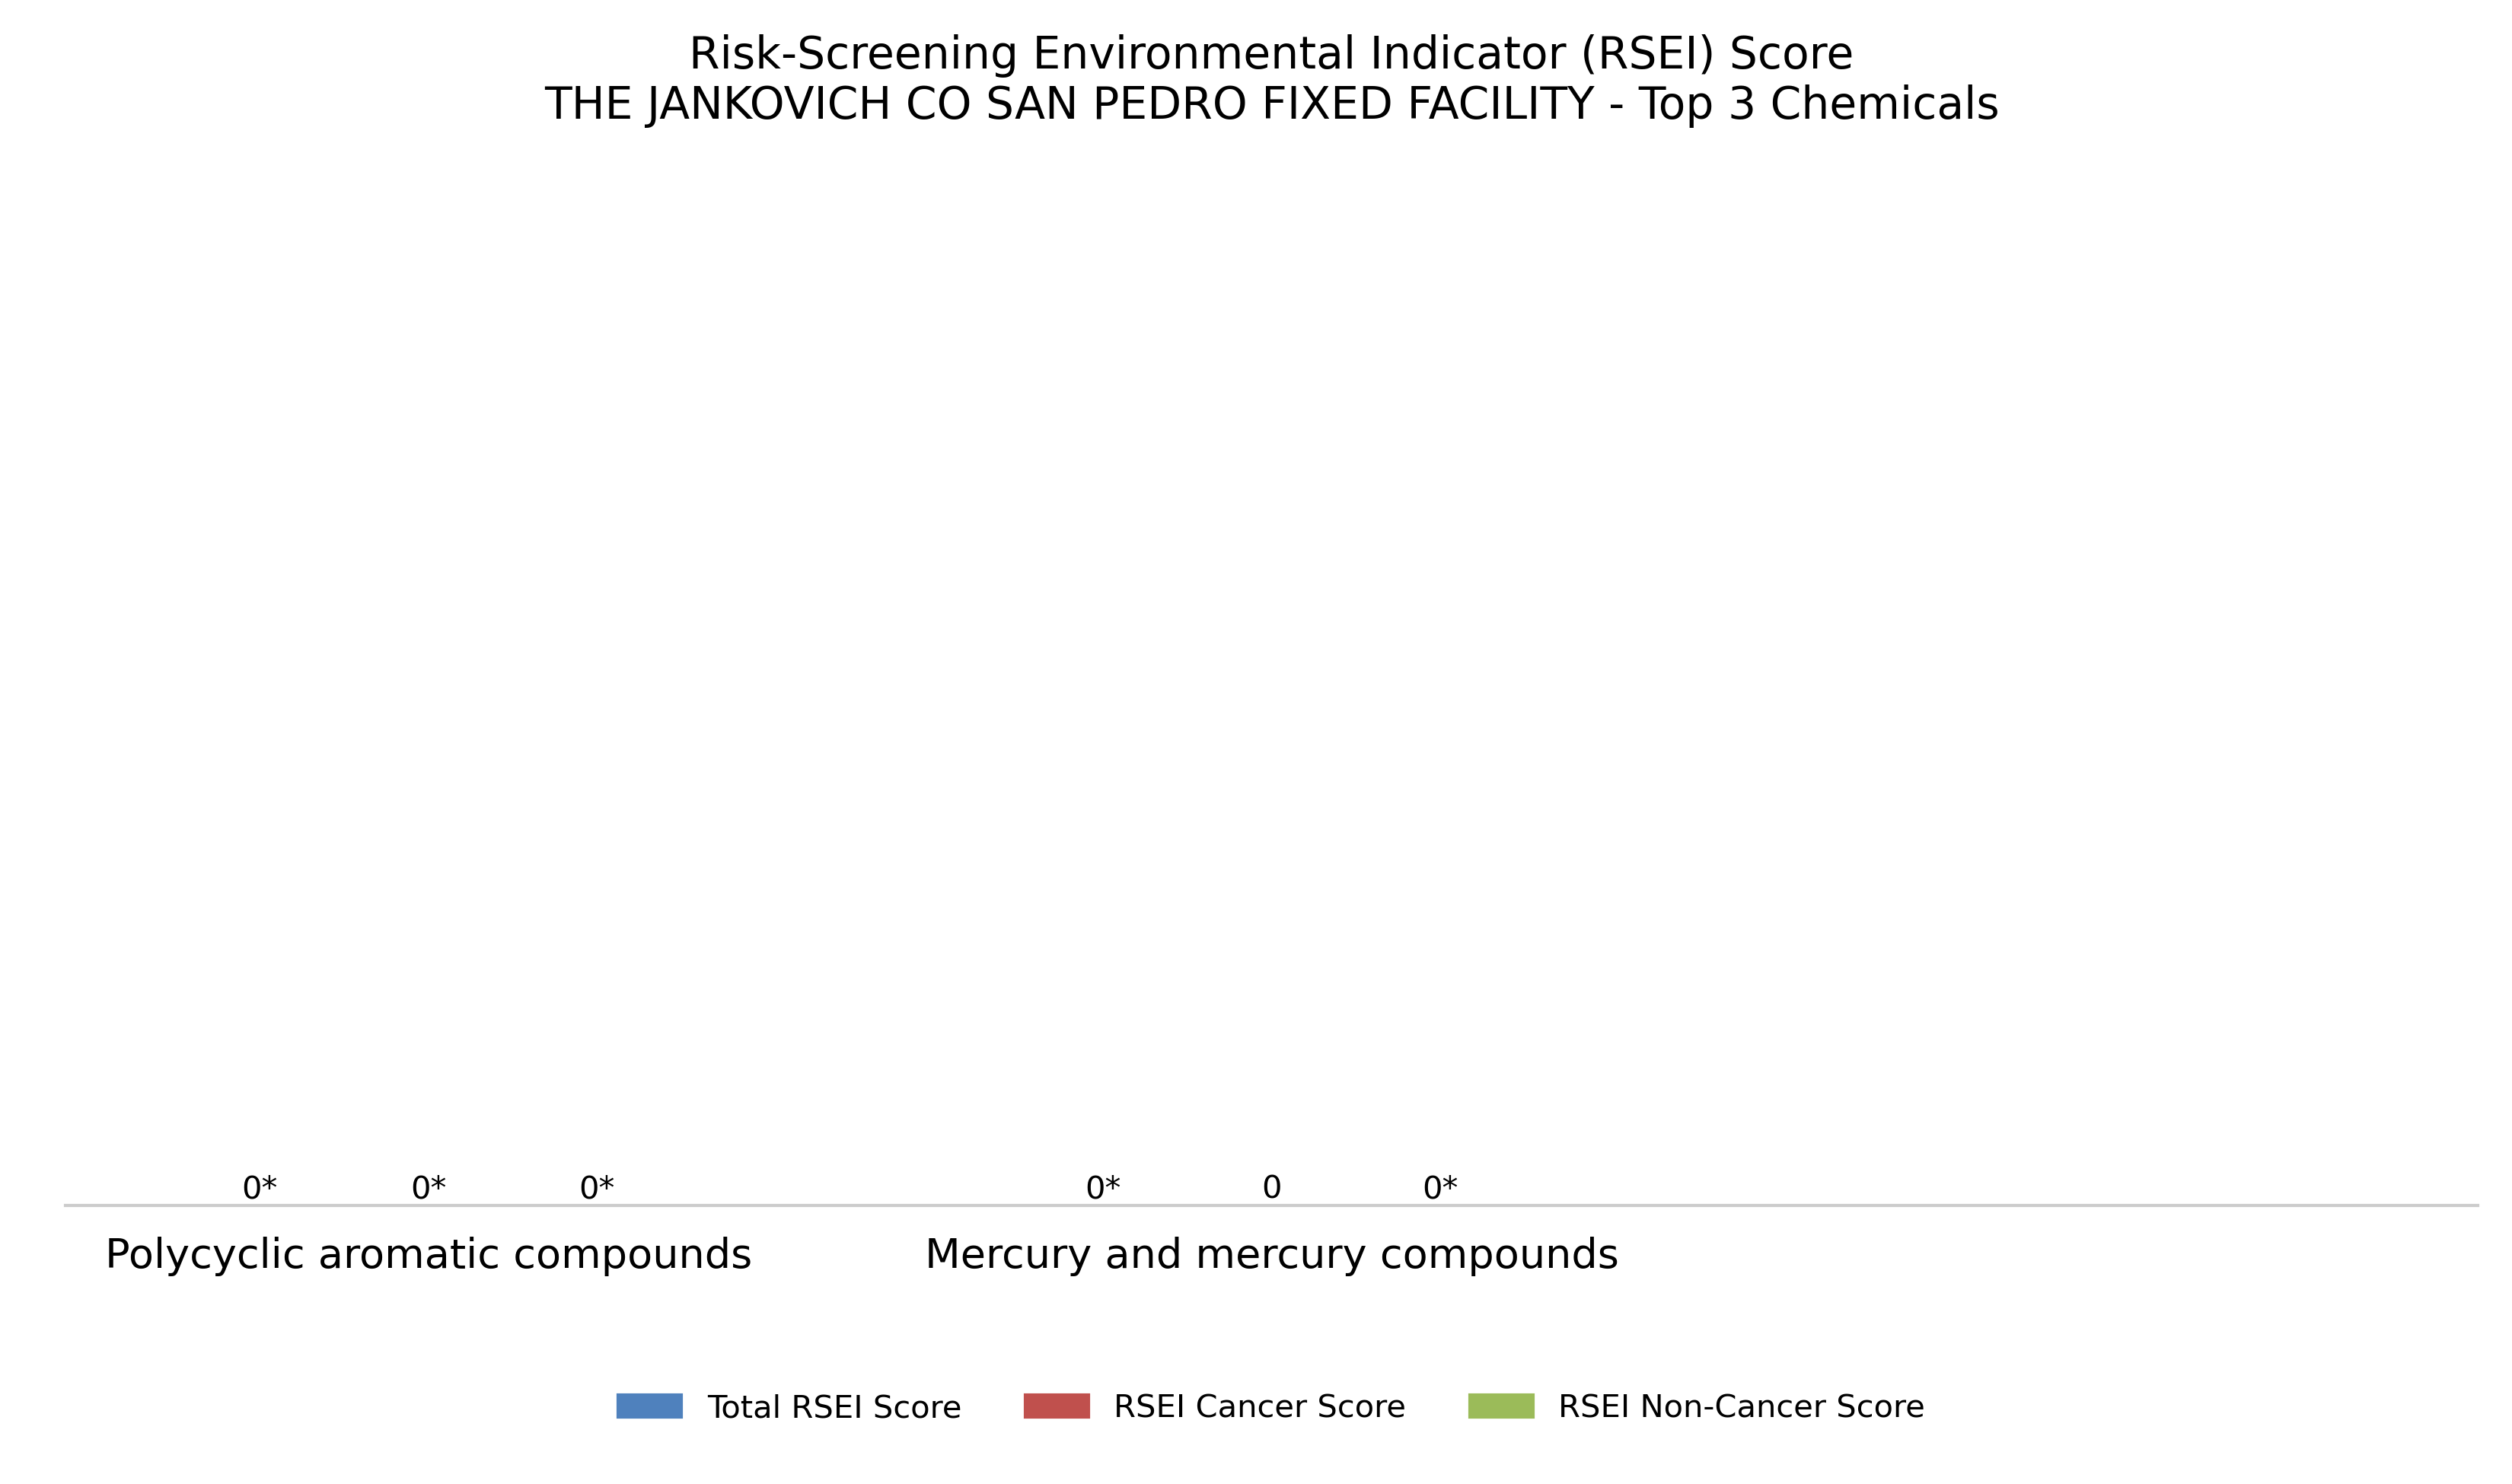 Risk-Screening Environmental Indicator (RSEI) Score
THE JANKOVICH CO SAN PEDRO FIXED FACILITY - Top 3 Chemicals
0* 0* 0* 0* 0 0*
Polycyclic aromatic compounds Mercury and mercury compounds
Total RSEI Score RSEI Cancer Score RSEI Non-Cancer Score